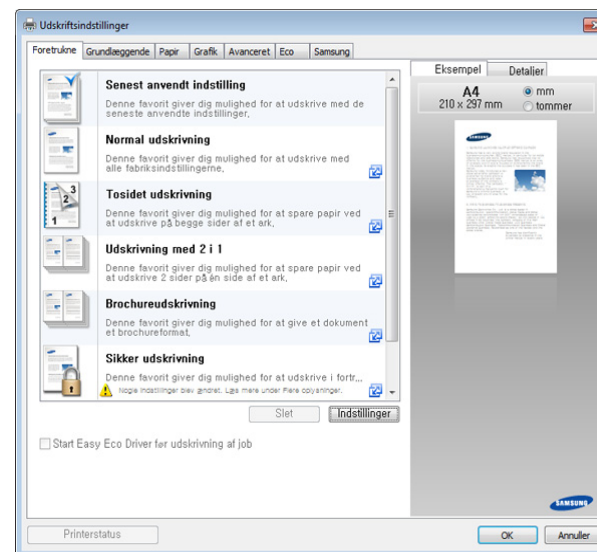 Udskriftsindstillinger
Foretrukne Grundlæggende Papir Grafik Avanceret Eco Samsung
Senest anvendt indstilling
Denne favorit giver dig mulighed for at udskrive med de
seneste anvendte indstillinger.
Normal udskrivning
Denne favorit giver dig mulighed for at udskrive med
alle fabriksindstillingerne.
Tosidet udskrivning
Denne favorit giver dig mulighed for at spare papir ved
at udskrive på begge sider af et ark.
Udskrivning med 2 i 1
Denne favorit giver dig mulighed for at spare papir ved
at udskrive 2 sider på én side af et ark.
Brochureudskrivning
Denne favorit giver dig mulighed for at give et dokument
et brochureformat.
Sikker udskrivning
Denne favorit giver dig mulighed for at udskrive i fortr...
Nogle indstillinger blev ændret. Læs mere under Flere oplysninger.
Slet Indstillinger
Start Easy Eco Driver før udskrivning af job
Printerstatus
Eksempel Detaljer
A4
210 x 297 mm
mm
tommer
SAMSUNG
OK Annuller
1
2
3